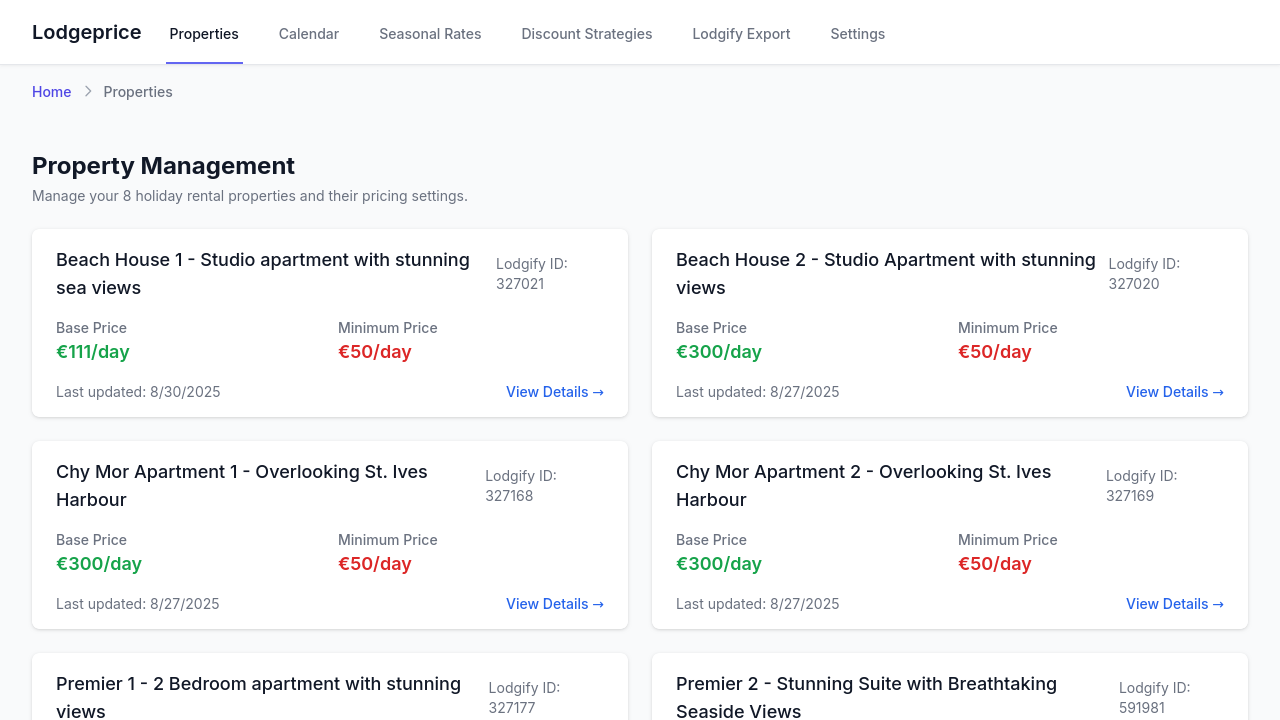 Lodgeprice Properties Calendar Seasonal Rates Discount Strategies Lodgify Export Settings
Home Properties
Property Management
Manage your 8 holiday rental properties and their pricing settings.
Beach House 1 - Studio apartment with stunning
sea views
Lodgify ID:
327021
Base Price
€111/day
Minimum Price
€50/day
Last updated: 8/30/2025
View Details →
Beach House 2 - Studio Apartment with stunning
views
Lodgify ID:
327020
Base Price
€300/day
Minimum Price
€50/day
Last updated: 8/27/2025
View Details →
Chy Mor Apartment 1 - Overlooking St. Ives
Harbour
Lodgify ID:
327168
Base Price
€300/day
Minimum Price
€50/day
Last updated: 8/27/2025
View Details →
Chy Mor Apartment 2 - Overlooking St. Ives
Harbour
Lodgify ID:
327169
Base Price
€300/day
Minimum Price
€50/day
Last updated: 8/27/2025
View Details →
Premier 1 - 2 Bedroom apartment with stunning
views
Lodgify ID:
327177
Premier 2 - Stunning Suite with Breathtaking
Seaside Views
Lodgify ID:
591981